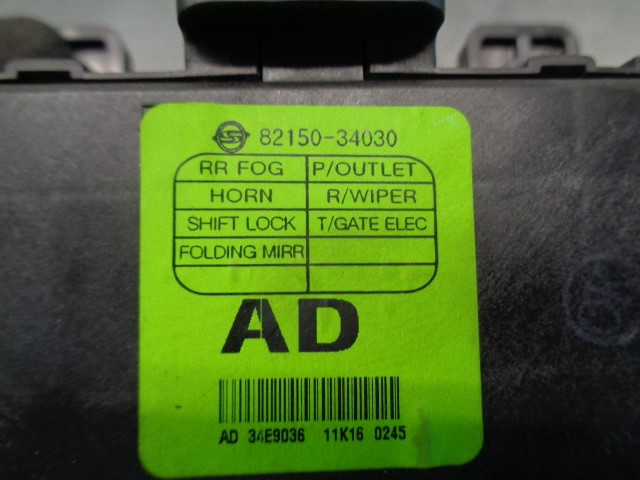 82150-34030
RR FOG P/OUTLET
HORN R/WIPER
SHIFT LOCK T/GATE ELEC
FOLDING MIRR
AD
AD 34E9036 11K16 0245